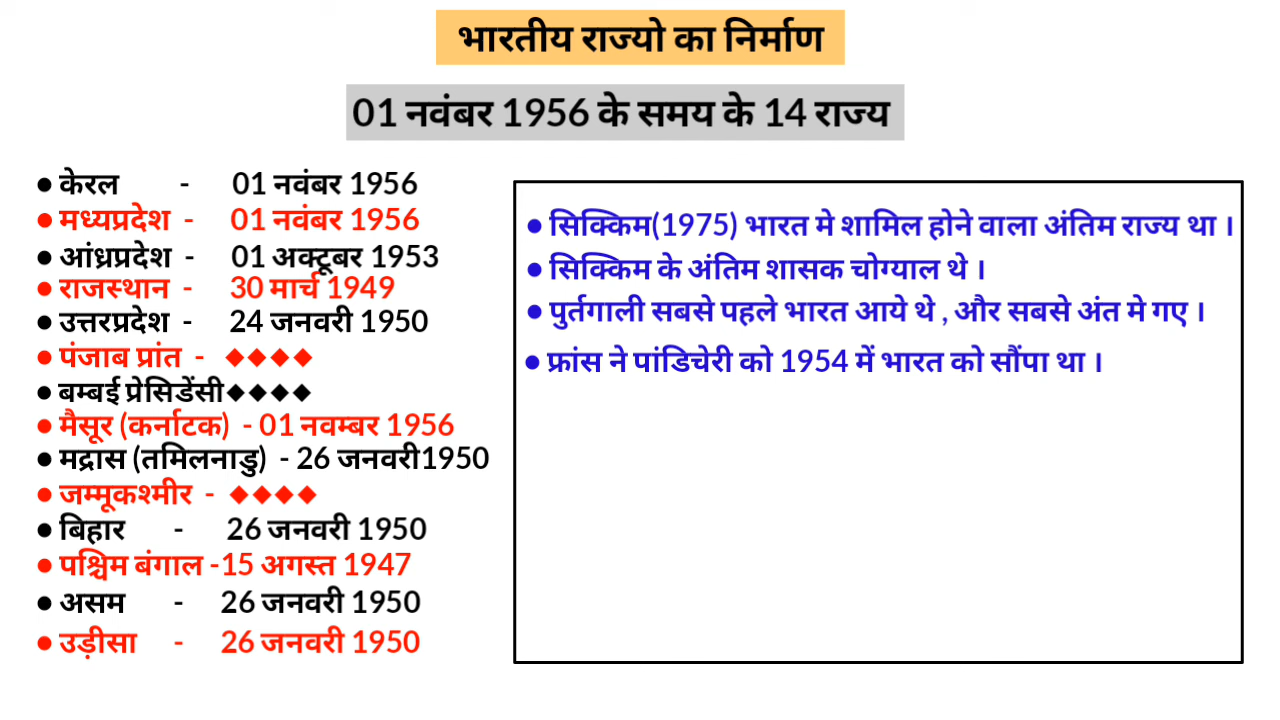 भारतीय राज्यो का निर्माण
01 नवंबर 1956 के समय के 14 राज्य
● केरल - 01 नवंबर 1956
● मध्यप्रदेश - 01 नवंबर 1956
● आंध्रप्रदेश - 01 अक्टूबर 1953
● राजस्थान - 30 मार्च 1949
● उत्तरप्रदेश - 24 जनवरी 1950
● पंजाब प्रांत - ◆◆◆◆
● बम्बई प्रेसिडेंसी◆◆◆◆
● मैसूर (कर्नाटक) - 01 नवम्बर 1956
● मद्रास (तमिलनाडु) - 26 जनवरी1950
● जम्मूकश्मीर - ◆◆◆◆
● बिहार - 26 जनवरी 1950
● पश्चिम बंगाल -15 अगस्त 1947
● असम - 26 जनवरी 1950
● उड़ीसा - 26 जनवरी 1950
● सिक्किम(1975) भारत मे शामिल होने वाला अंतिम राज्य था ।
● सिक्किम के अंतिम शासक चोग्याल थे ।
● पुर्तगाली सबसे पहले भारत आये थे , और सबसे अंत मे गए ।
● फ्रांस ने पांडिचेरी को 1954 में भारत को सौंपा था ।